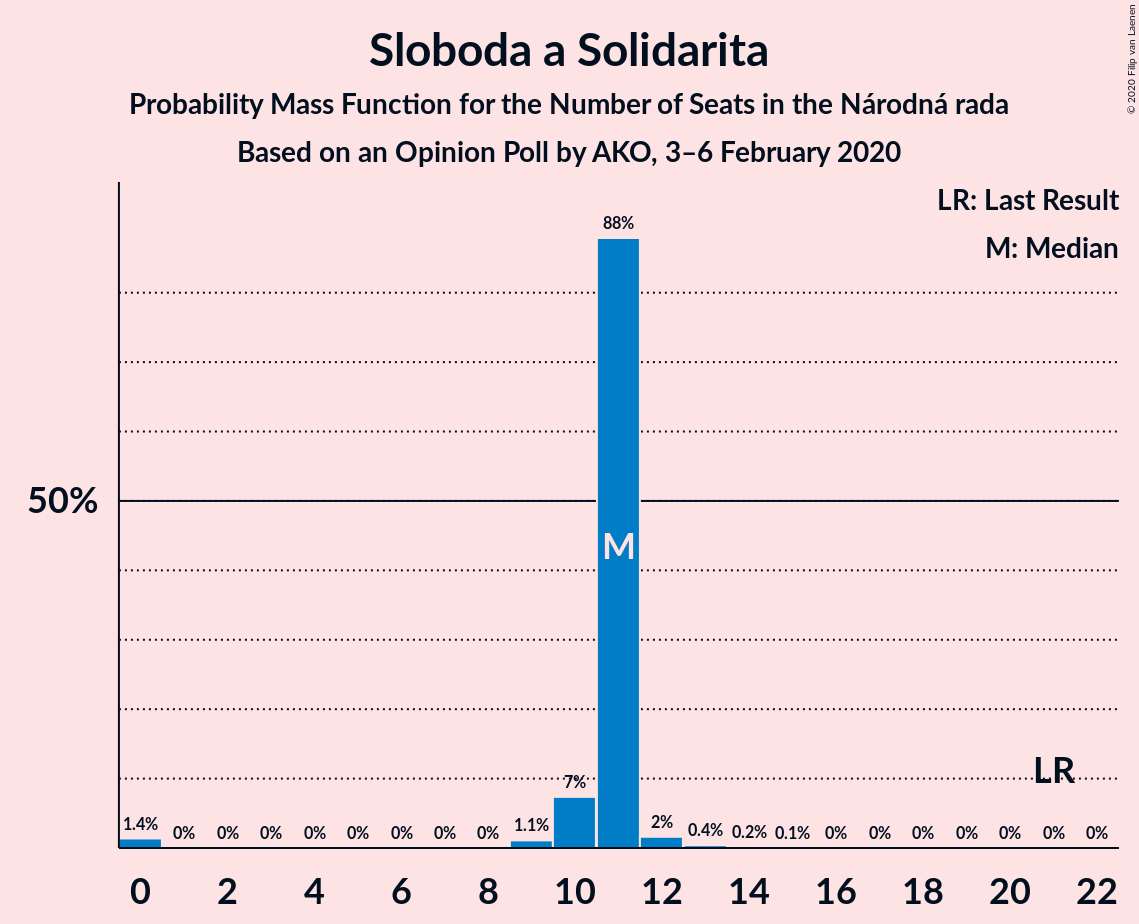 Sloboda a Solidarita
Probability Mass Function for the Number of Seats in the Národná rada
Based on an Opinion Poll by AKO, 3–6 February 2020
© 2020 Filip van Laenen
LR: Last Result
M: Median
88%
50%
M
LR
7%
1.4% 0% 0% 0% 0% 0% 0% 0% 0% 1.1% 2% 0.4% 0.2% 0.1% 0% 0% 0% 0% 0% 0% 0%
0 2 4 6 8 10 12 14 16 18 20 22